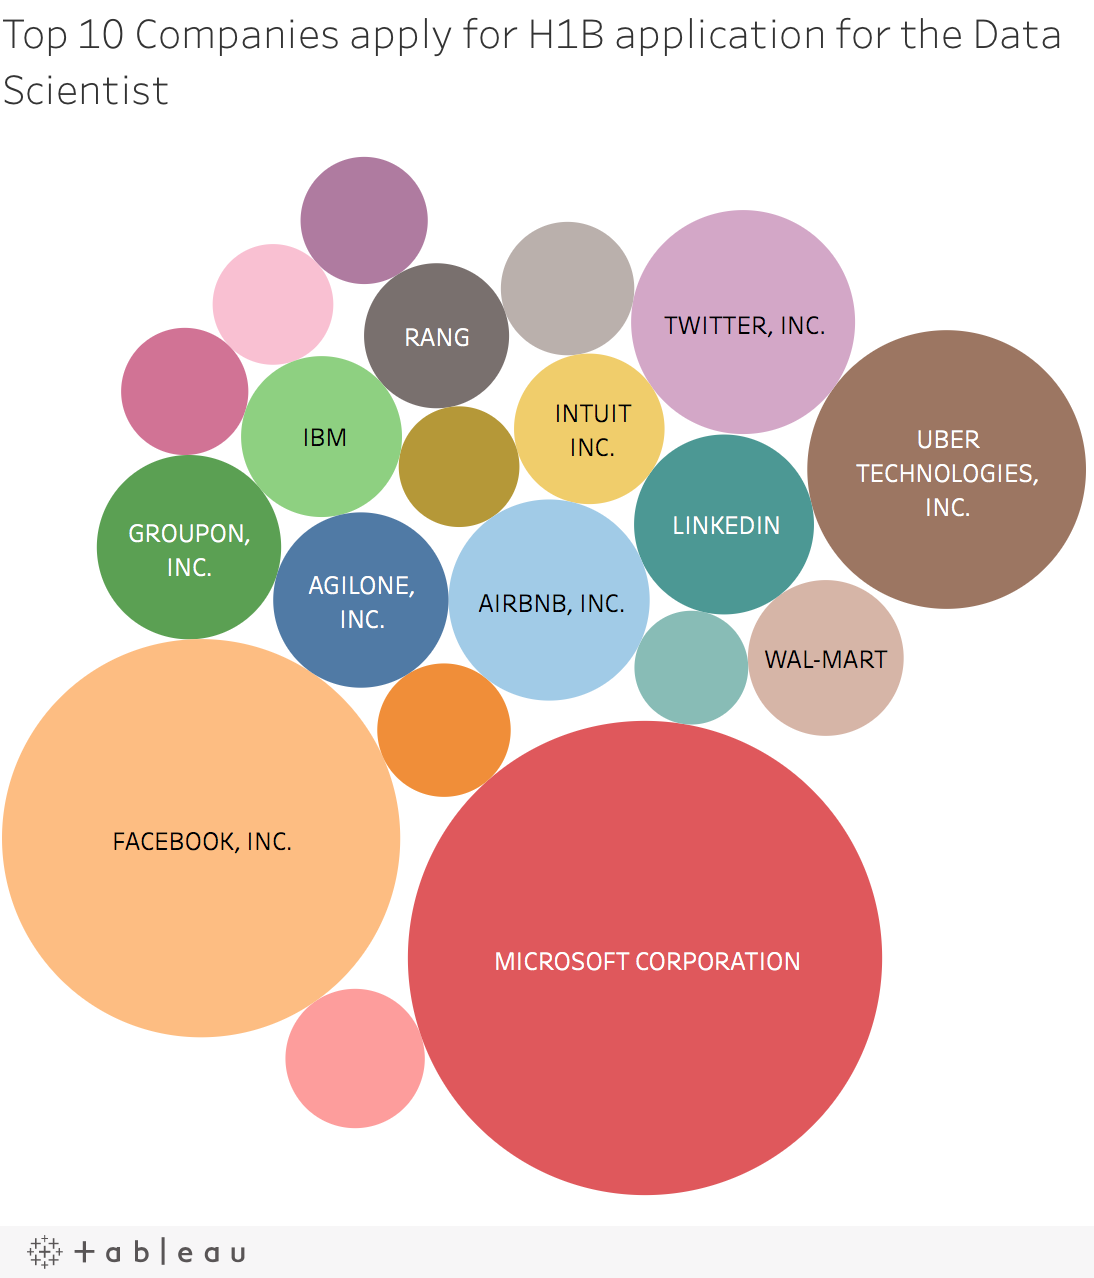 Top 10 Companies apply for H1B application for the Data
Scientist
TWITTER, INC.
RANG
INTUIT
INC.
IBM
UBER
TECHNOLOGIES,
INC.
LINKEDIN
GROUPON,
INC.
AGILONE,
INC.
AIRBNB, INC.
WAL-MART
FACEBOOK, INC.
MICROSOFT CORPORATION
+ a b | e a u